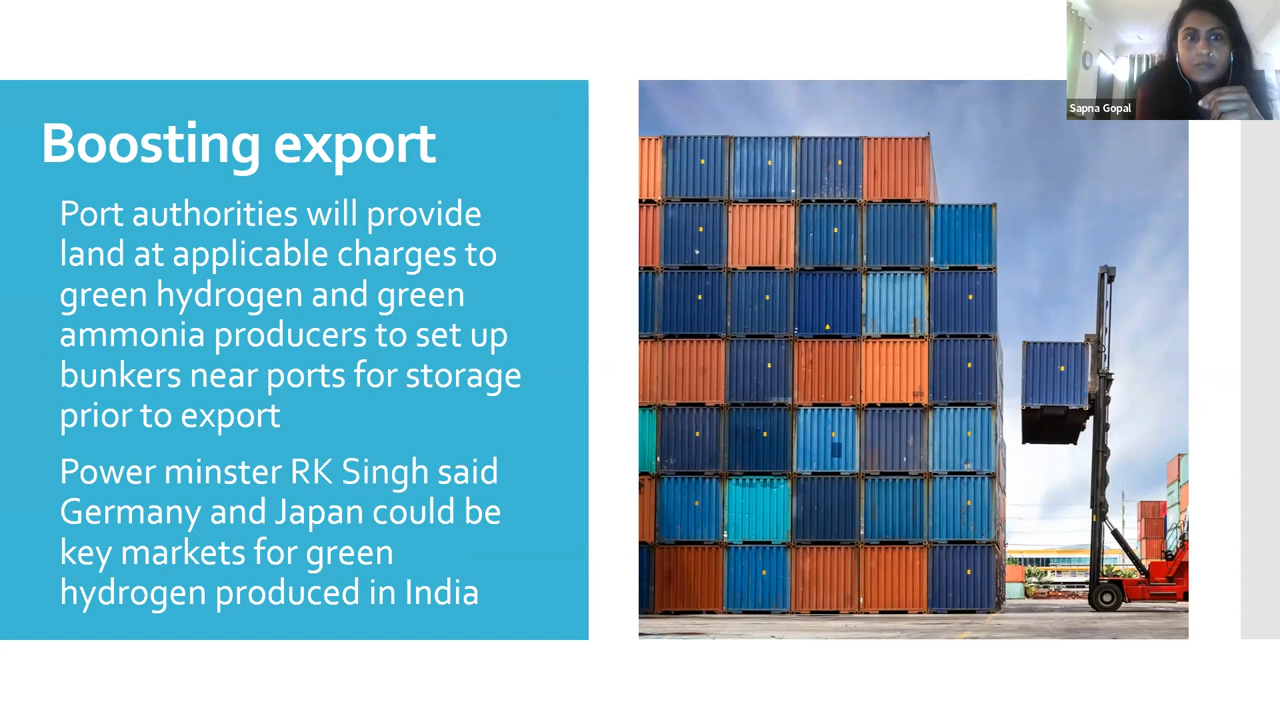 Boosting export
Port authorities will provide
land at applicable charges to
green hydrogen and green
ammonia producers to set up
bunkers near ports for storage
prior to export
Power minster RK Singh said
Germany and Japan could be
key markets for green
hydrogen produced in India
Sapna Gopal